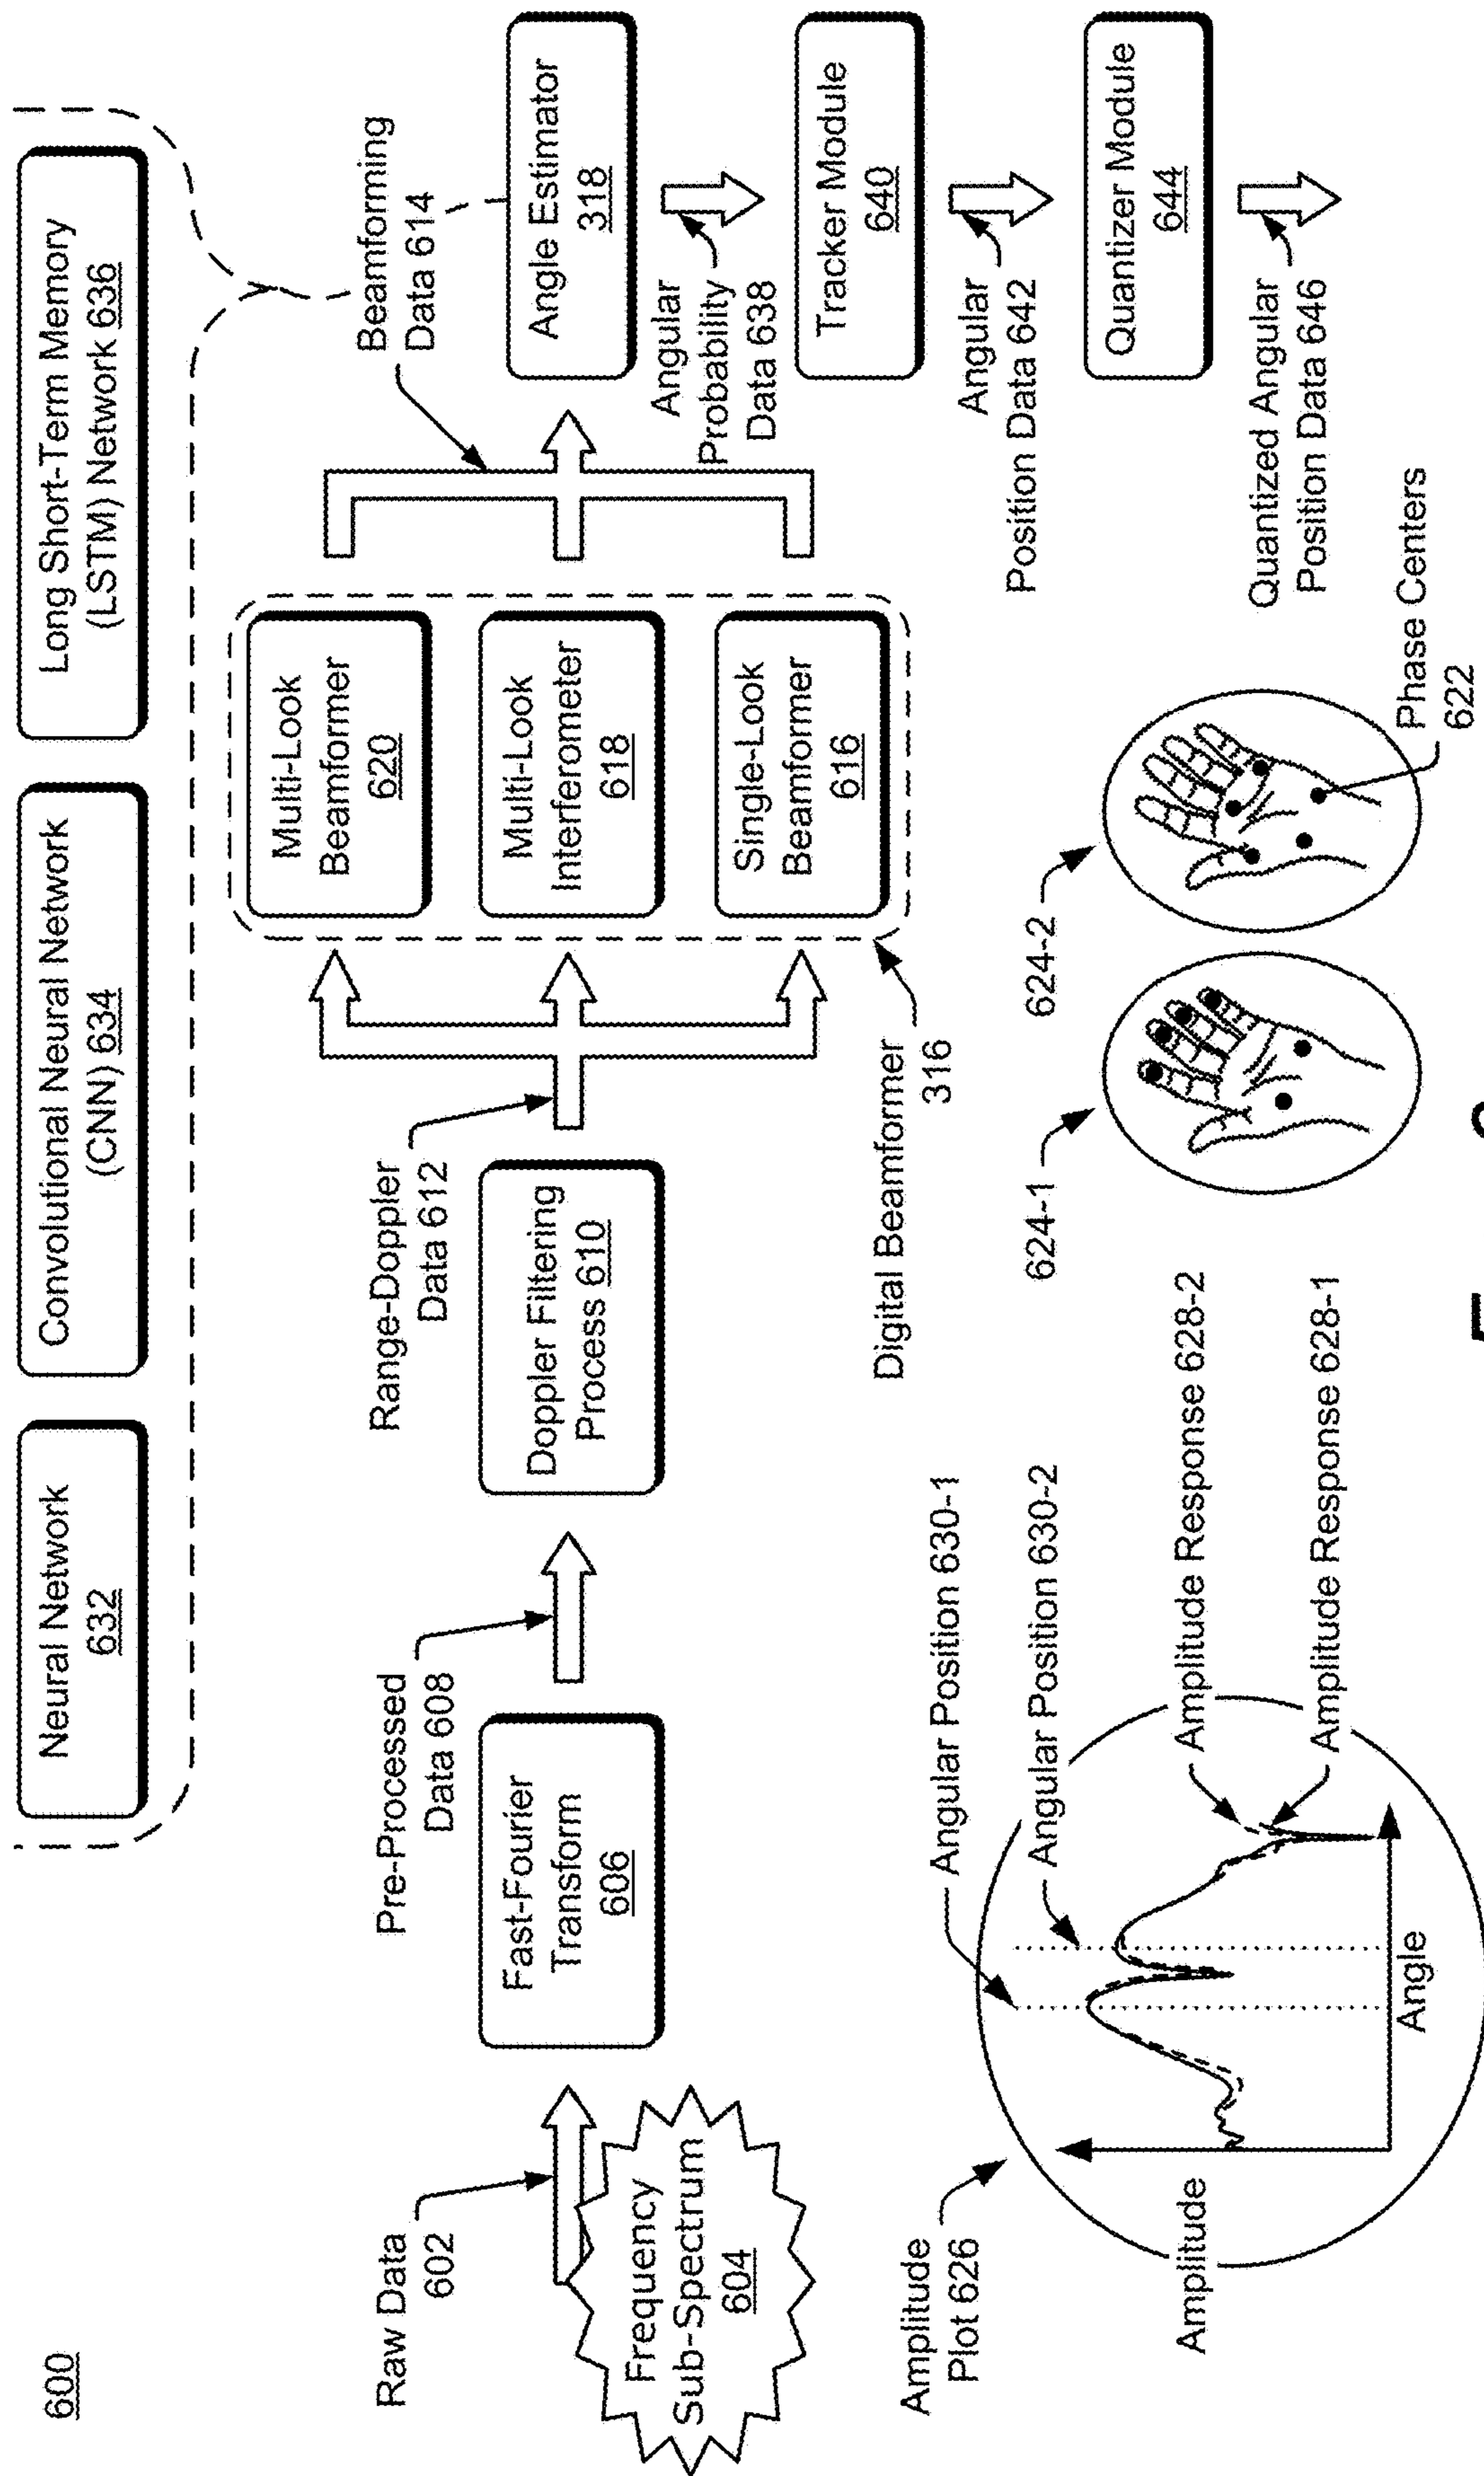 600
Neural Network
632
Convolutional Neural Network
(CNN) 634
Long Short-Term Memory
(LSTM) Network 636
Raw Data
602
Frequency
Sub-Spectrum
604
Fast-Fourier
Transform
606
Pre-Processed
Data 608
Doppler Filtering
Process 610
Range-Doppler
Data 612
Multi-Look
Beamformer
620
Multi-Look
Interferometer
618
Single-Look
Beamformer
616
Digital Beamformer
316
Beamforming
Data 614
Angle Estimator
318
Angular
Probability
Data 638
Tracker Module
640
Angular
Position Data 642
Quantizer Module
644
Quantized Angular
Position Data 646
Amplitude
Plot 626
Amplitude
Angle
Angular Position 630-1
Angular Position 630-2
Amplitude Response 628-2
Amplitude Response 628-1
624-1
624-2
Phase Centers
622